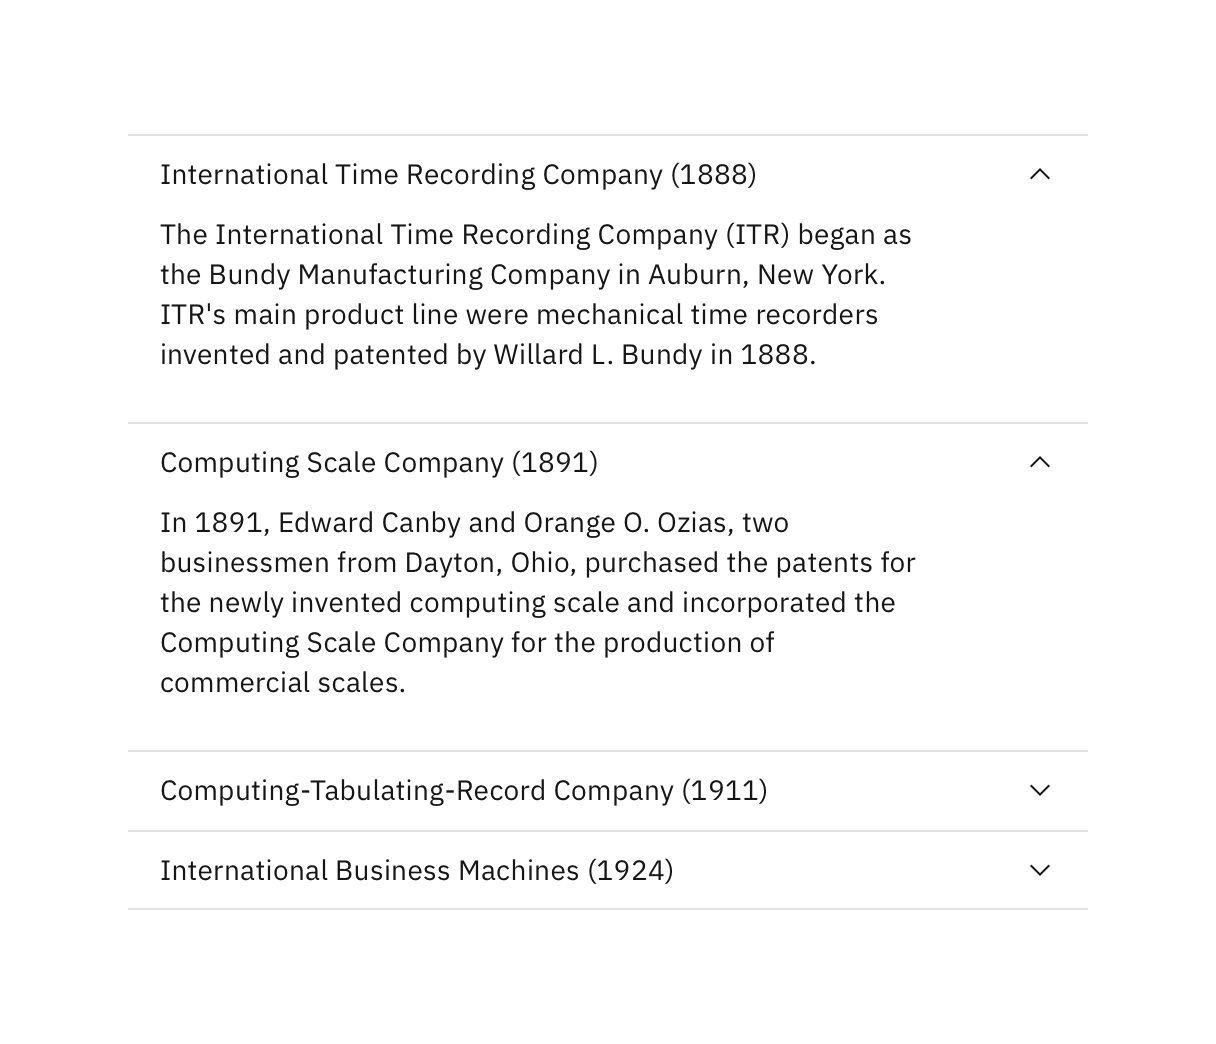 International Time Recording Company (1888)
The International Time Recording Company (ITR) began as
the Bundy Manufacturing Company in Auburn, New York.
ITR's main product line were mechanical time recorders
invented and patented by Willard L. Bundy in 1888.
Computing Scale Company (1891)
In 1891, Edward Canby and Orange O. Ozias, two
businessmen from Dayton, Ohio, purchased the patents for
the newly invented computing scale and incorporated the
Computing Scale Company for the production of
commercial scales.
Computing-Tabulating-Record Company (1911)
International Business Machines (1924)